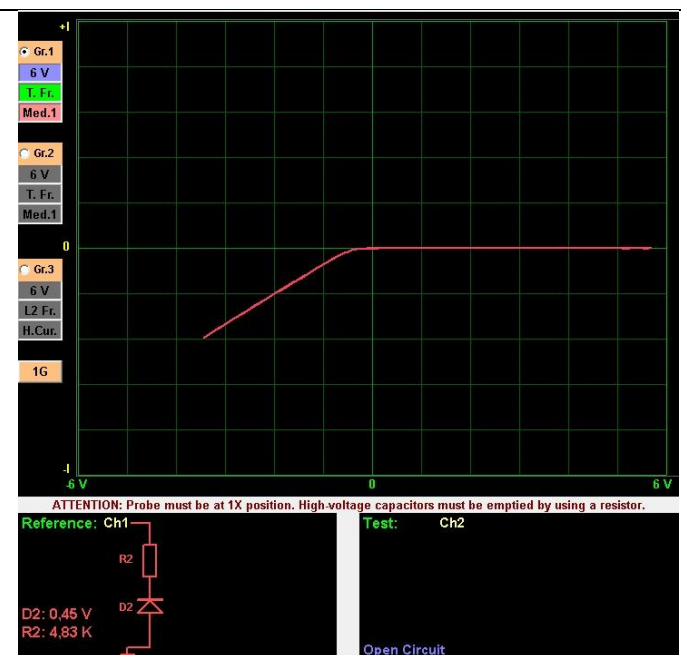 +I
Gr.1
6 V
T. Fr.
Med.1
Gr.2
6 V
T. Fr.
Med.1
0
Gr.3
6 V
L2 Fr.
H.Cur.
1G
-I
-6 V 0 6 V
ATTENTION: Probe must be at 1X position. High-voltage capacitors must be emptied by using a resistor.
Reference: Ch1
R2
D2
D2: 0,45 V
R2: 4,83 K
Test: Ch2
Open Circuit